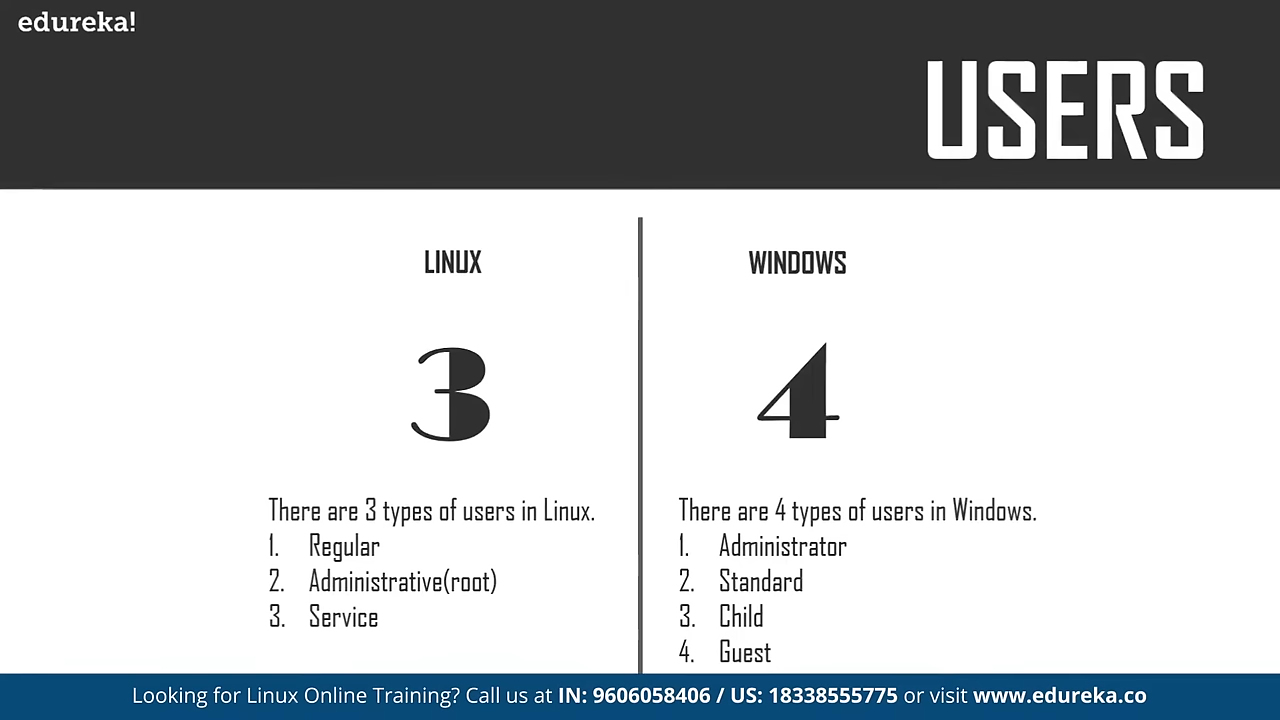 edureka!
USERS
LINUX
3
There are 3 types of users in Linux.
1. Regular
2. Administrative(root)
3. Service
WINDOWS
4
There are 4 types of users in Windows.
1. Administrator
2. Standard
3. Child
4. Guest
Looking for Linux Online Training? Call us at IN: 9606058406 / US: 18338555775 or visit www.edureka.co